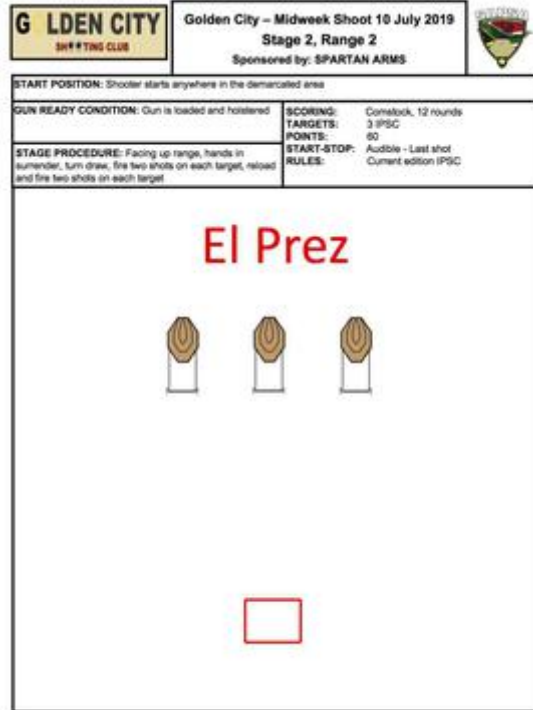 G LDEN CITY
SH**TING CLUB
Golden City – Midweek Shoot 10 July 2019
Stage 2, Range 2
Sponsored by: SPARTAN ARMS
START POSITION: Shooter starts anywhere in the demarcated area
GUN READY CONDITION: Gun is loaded and holstered
SCORING: Comstock, 12 rounds
TARGETS: 3 IPSC
POINTS: 60
START-STOP: Audible - Last shot
RULES: Current edition IPSC
STAGE PROCEDURE: Facing up range, hands in
surrender, turn draw, fire two shots on each target, reload
and fire two shots on each target
El Prez